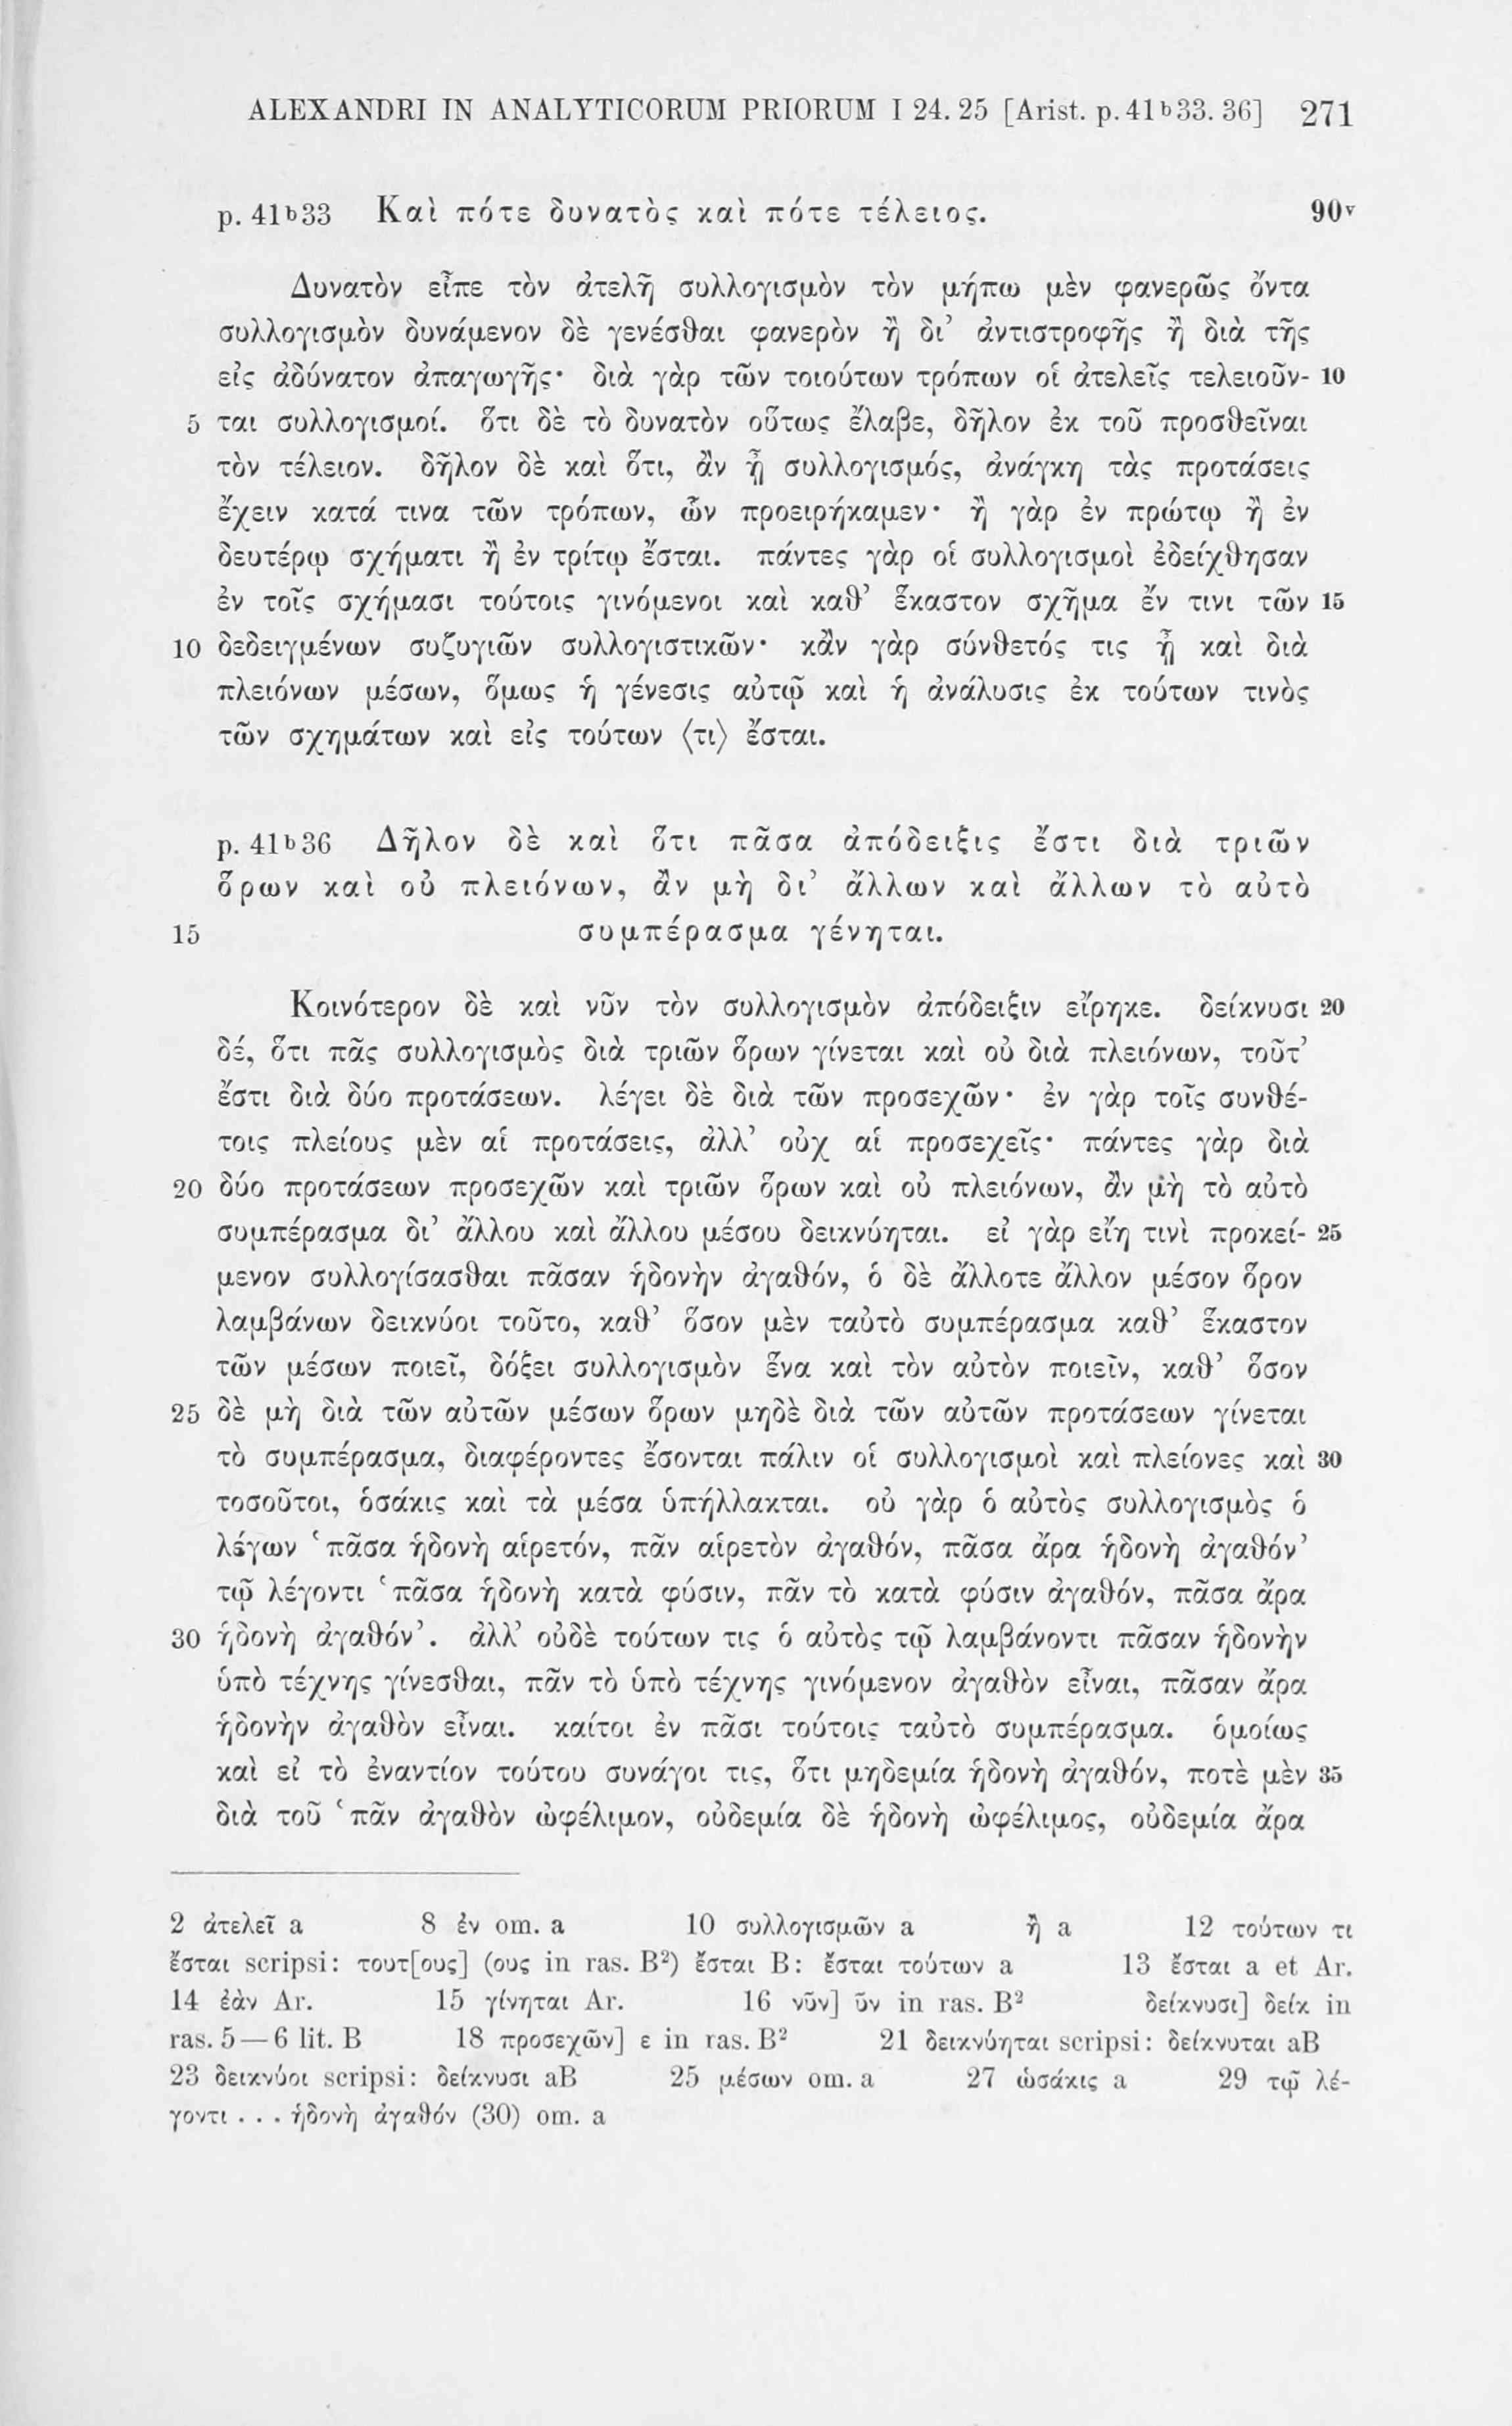 ALEXANDRI IN ANALYTICORUM PRIORUM I 24. 25 [Arist. p. 41ᵇ33. 36] 271
p. 41ᵇ33 Καὶ πότε δυνατὸς καὶ πότε τέλειος. 90ᵛ
Δυνατὸν εἶπε τὸν ἀτελῆ συλλογισμὸν τὸν μήπω μὲν φανερῶς ὄντα
συλλογισμὸν δυνάμενον δὲ γενέσθαι φανερὸν ἢ δι’ ἀντιστροφῆς ἢ διὰ τῆς
εἰς ἀδύνατον ἀπαγωγῆς· διὰ γὰρ τῶν τοιούτων τρόπων οἱ ἀτελεῖς τελειοῦν- 10
5 ται συλλογισμοί. ὅτι δὲ τὸ δυνατὸν οὕτως ἔλαβε, δῆλον ἐκ τοῦ προσθεῖναι
τὸν τέλειον. δῆλον δὲ καὶ ὅτι, ἂν ᾖ συλλογισμός, ἀνάγκη τὰς προτάσεις
ἔχειν κατά τινα τῶν τρόπων, ὧν προειρήκαμεν· ἢ γὰρ ἐν πρώτῳ ἢ ἐν
δευτέρῳ σχήματι ἢ ἐν τρίτῳ ἔσται. πάντες γὰρ οἱ συλλογισμοὶ ἐδείχθησαν
ἐν τοῖς σχήμασι τούτοις γινόμενοι καὶ καθ’ ἕκαστον σχῆμα ἔν τινι τῶν 15
10 δεδειγμένων συζυγιῶν συλλογιστικῶν· κἂν γὰρ σύνθετός τις ᾖ καὶ διὰ
πλειόνων μέσων, ὅμως ἡ γένεσις αὐτῷ καὶ ἡ ἀνάλυσις ἐκ τούτων τινὸς
τῶν σχημάτων καὶ εἰς τούτων ⟨τι⟩ ἔσται.
p. 41ᵇ36 Δῆλον δὲ καὶ ὅτι πᾶσα ἀπόδειξις ἔστι διὰ τριῶν
ὅρων καὶ οὐ πλειόνων, ἂν μὴ δι’ ἄλλων καὶ ἄλλων τὸ αὐτὸ
15 συμπέρασμα γένηται.
Κοινότερον δὲ καὶ νῦν τὸν συλλογισμὸν ἀπόδειξιν εἴρηκε. δείκνυσι 20
δέ, ὅτι πᾶς συλλογισμὸς διὰ τριῶν ὅρων γίνεται καὶ οὐ διὰ πλειόνων, τοῦτ’
ἔστι διὰ δύο προτάσεων. λέγει δὲ διὰ τῶν προσεχῶν· ἐν γὰρ τοῖς συνθέ-
τοις πλείους μὲν αἱ προτάσεις, ἀλλ’ οὐχ αἱ προσεχεῖς· πάντες γὰρ διὰ
20 δύο προτάσεων προσεχῶν καὶ τριῶν ὅρων καὶ οὐ πλειόνων, ἂν μὴ τὸ αὐτὸ
συμπέρασμα δι’ ἄλλου καὶ ἄλλου μέσου δεικνύηται. εἰ γὰρ εἴη τινὶ προκεί- 25
μενον συλλογίσασθαι πᾶσαν ἡδονὴν ἀγαθόν, ὁ δὲ ἄλλοτε ἄλλον μέσον ὅρον
λαμβάνων δεικνύοι τοῦτο, καθ’ ὅσον μὲν ταὐτὸ συμπέρασμα καθ’ ἕκαστον
τῶν μέσων ποιεῖ, δόξει συλλογισμὸν ἕνα καὶ τὸν αὐτὸν ποιεῖν, καθ’ ὅσον
25 δὲ μὴ διὰ τῶν αὐτῶν μέσων ὅρων μηδὲ διὰ τῶν αὐτῶν προτάσεων γίνεται
τὸ συμπέρασμα, διαφέροντες ἔσονται πάλιν οἱ συλλογισμοὶ καὶ πλείονες καὶ 30
τοσοῦτοι, ὁσάκις καὶ τὰ μέσα ὑπήλλακται. οὐ γὰρ ὁ αὐτὸς συλλογισμὸς ὁ
λέγων ‘πᾶσα ἡδονὴ αἱρετόν, πᾶν αἱρετὸν ἀγαθόν, πᾶσα ἄρα ἡδονὴ ἀγαθόν’
τῷ λέγοντι ‘πᾶσα ἡδονὴ κατὰ φύσιν, πᾶν τὸ κατὰ φύσιν ἀγαθόν, πᾶσα ἄρα
30 ἡδονὴ ἀγαθόν’. ἀλλ’ οὐδὲ τούτων τις ὁ αὐτὸς τῷ λαμβάνοντι πᾶσαν ἡδονὴν
ὑπὸ τέχνης γίνεσθαι, πᾶν τὸ ὑπὸ τέχνης γινόμενον ἀγαθὸν εἶναι, πᾶσαν ἄρα
ἡδονὴν ἀγαθὸν εἶναι. καίτοι ἐν πᾶσι τούτοις ταὐτὸ συμπέρασμα. ὁμοίως
καὶ εἰ τὸ ἐναντίον τούτου συνάγοι τις, ὅτι μηδεμία ἡδονὴ ἀγαθόν, ποτὲ μὲν 35
διὰ τοῦ ‘πᾶν ἀγαθὸν ὠφέλιμον, οὐδεμία δὲ ἡδονὴ ὠφέλιμος, οὐδεμία ἄρα
2 ἀτελεῖ a 8 ἐν om. a 10 συλλογισμῶν a ἢ a 12 τούτων τι
ἔσται scripsi: τουτ[ους] (ους in ras. B²) ἔσται B: ἔσται τούτων a 13 ἔσται a et Ar.
14 ἐὰν Ar. 15 γίνηται Ar. 16 νῦν] ῦν in ras. B² δείκνυσι] δείκ in
ras. 5—6 lit. B 18 προσεχῶν] ε in ras. B² 21 δεικνύηται scripsi: δείκνυται aB
23 δεικνύοι scripsi: δείκνυσι aB 25 μέσων om. a 27 ὡσάκις a 29 τῷ λέ-
γοντι . . . ἡδονὴ ἀγαθόν (30) om. a